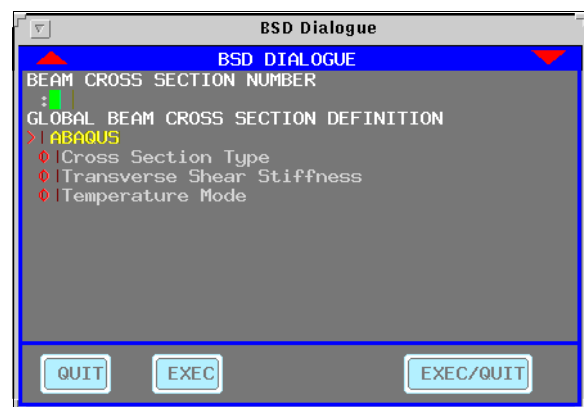 BSD Dialogue
BSD DIALOGUE
BEAM CROSS SECTION NUMBER
:
GLOBAL BEAM CROSS SECTION DEFINITION
>|ABAQUS
Φ|Cross Section Type
Φ|Transverse Shear Stiffness
Φ|Temperature Mode
QUIT EXEC EXEC/QUIT